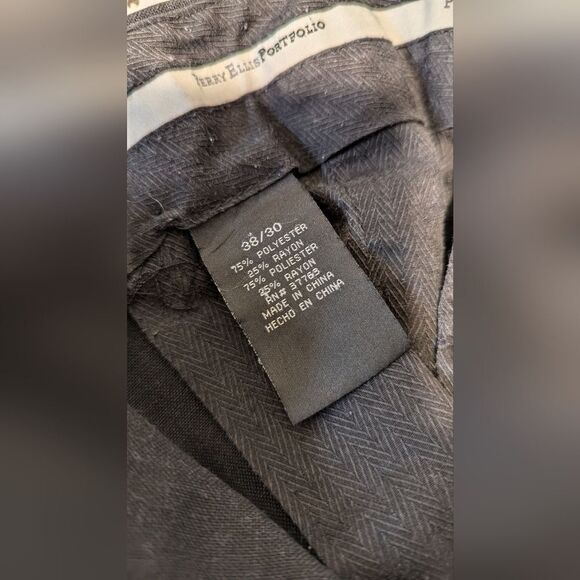 PERRY ELLIS PORTFOLIO
38/30
75% POLYESTER
25% RAYON
75% POLIESTER
25% RAYON
RN# 37763
MADE IN CHINA
HECHO EN CHINA